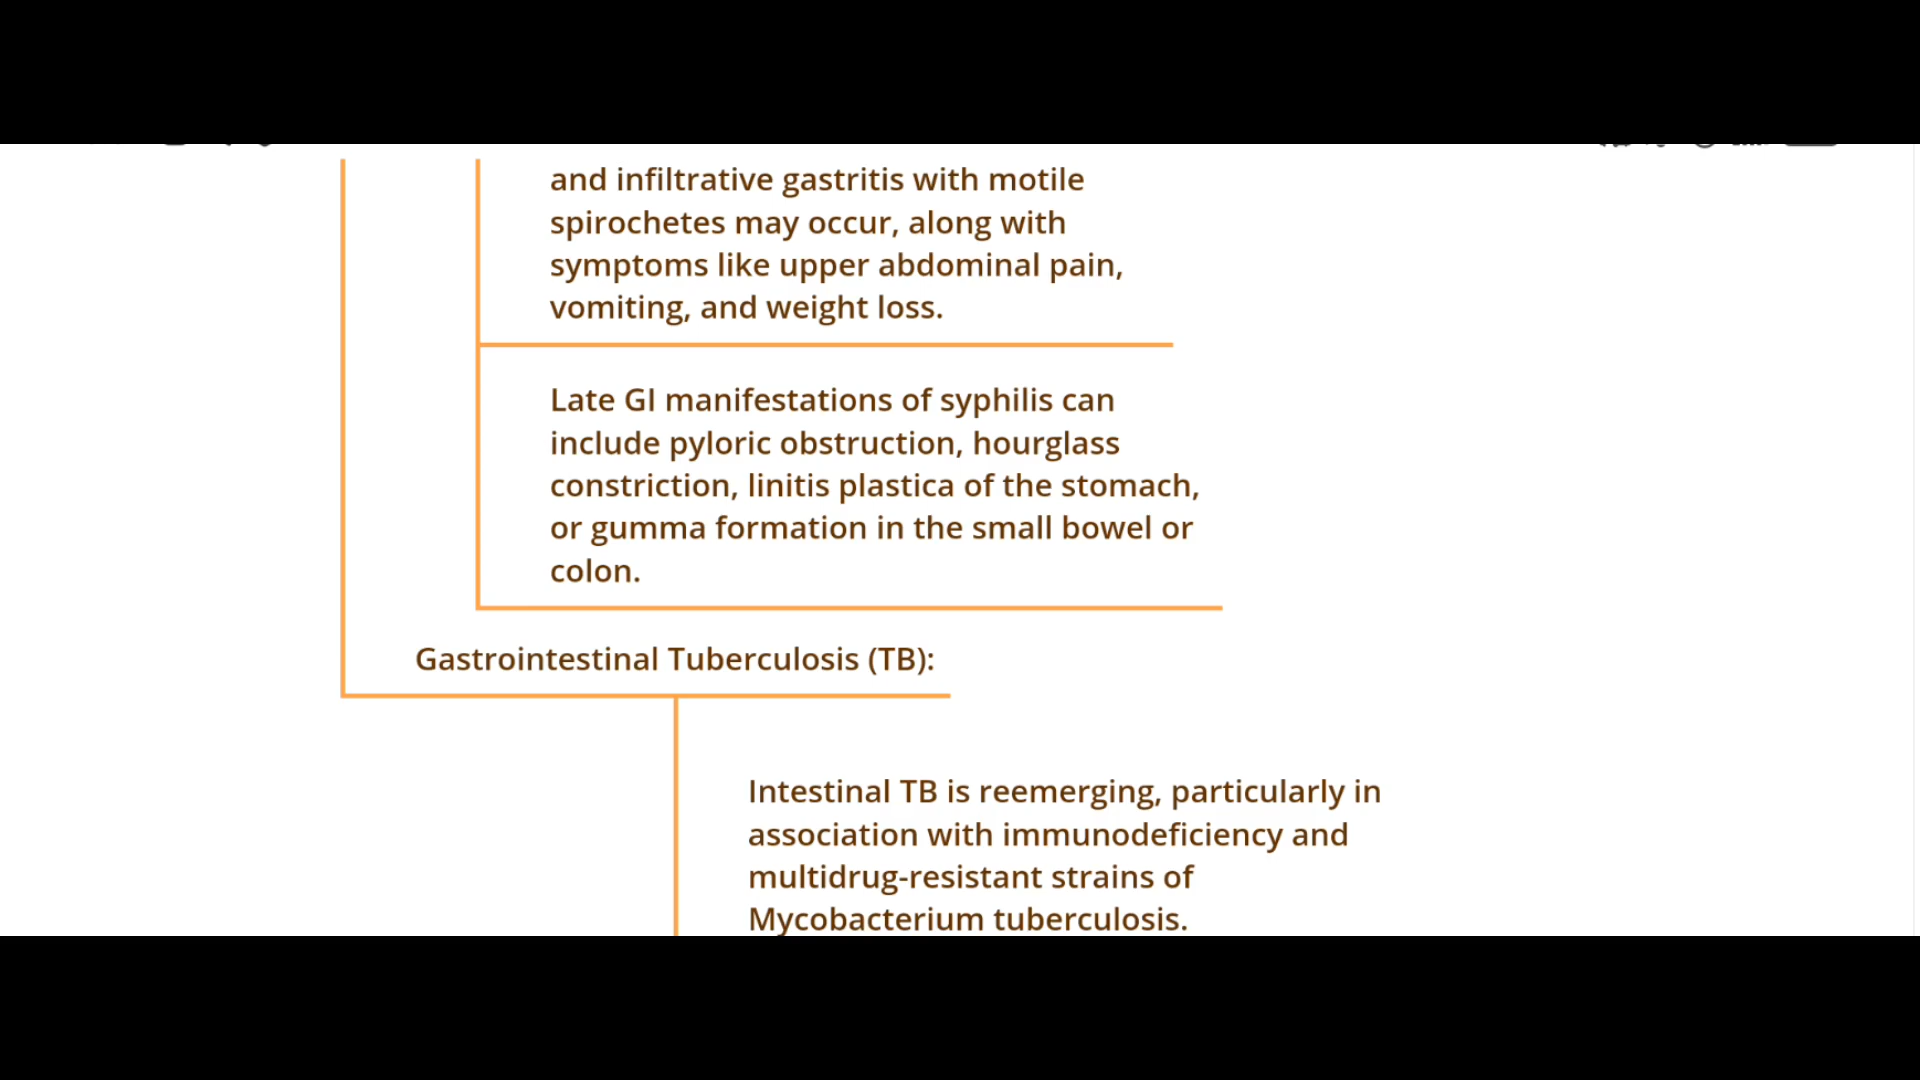 and infiltrative gastritis with motile
spirochetes may occur, along with
symptoms like upper abdominal pain,
vomiting, and weight loss.
Late GI manifestations of syphilis can
include pyloric obstruction, hourglass
constriction, linitis plastica of the stomach,
or gumma formation in the small bowel or
colon.
Gastrointestinal Tuberculosis (TB):
Intestinal TB is reemerging, particularly in
association with immunodeficiency and
multidrug-resistant strains of
Mycobacterium tuberculosis.